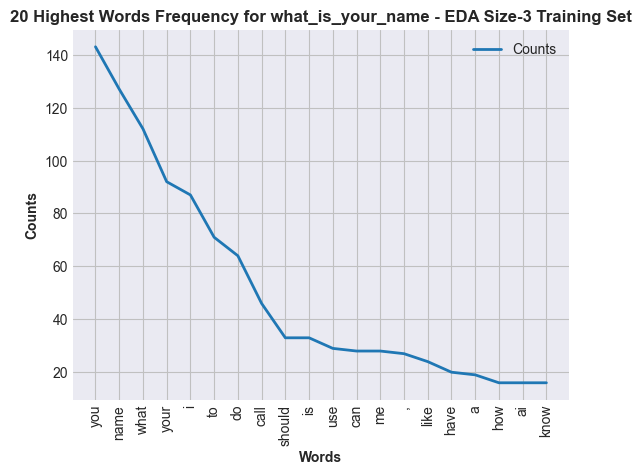 20 Highest Words Frequency for what_is_your_name - EDA Size-3 Training Set
Counts
140
120
100
80
60
40
20
Counts
you
name
what
your
i
to
do
call
should
is
use
can
me
,
like
have
a
how
ai
know
Words